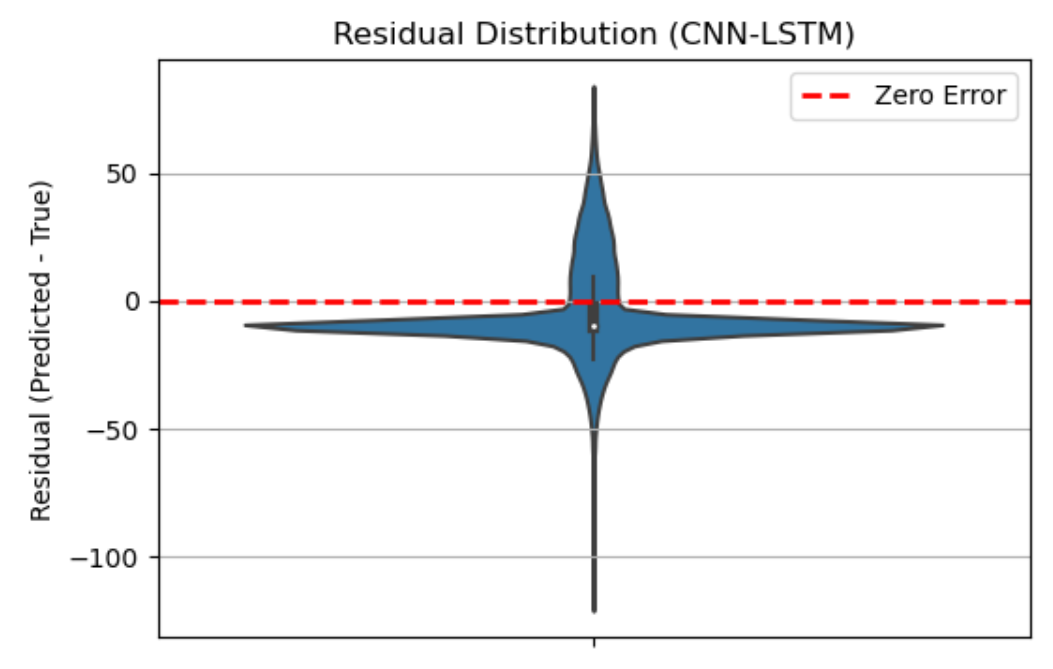 Residual Distribution (CNN-LSTM)
Zero Error
Residual (Predicted - True)
50
0
−50
−100